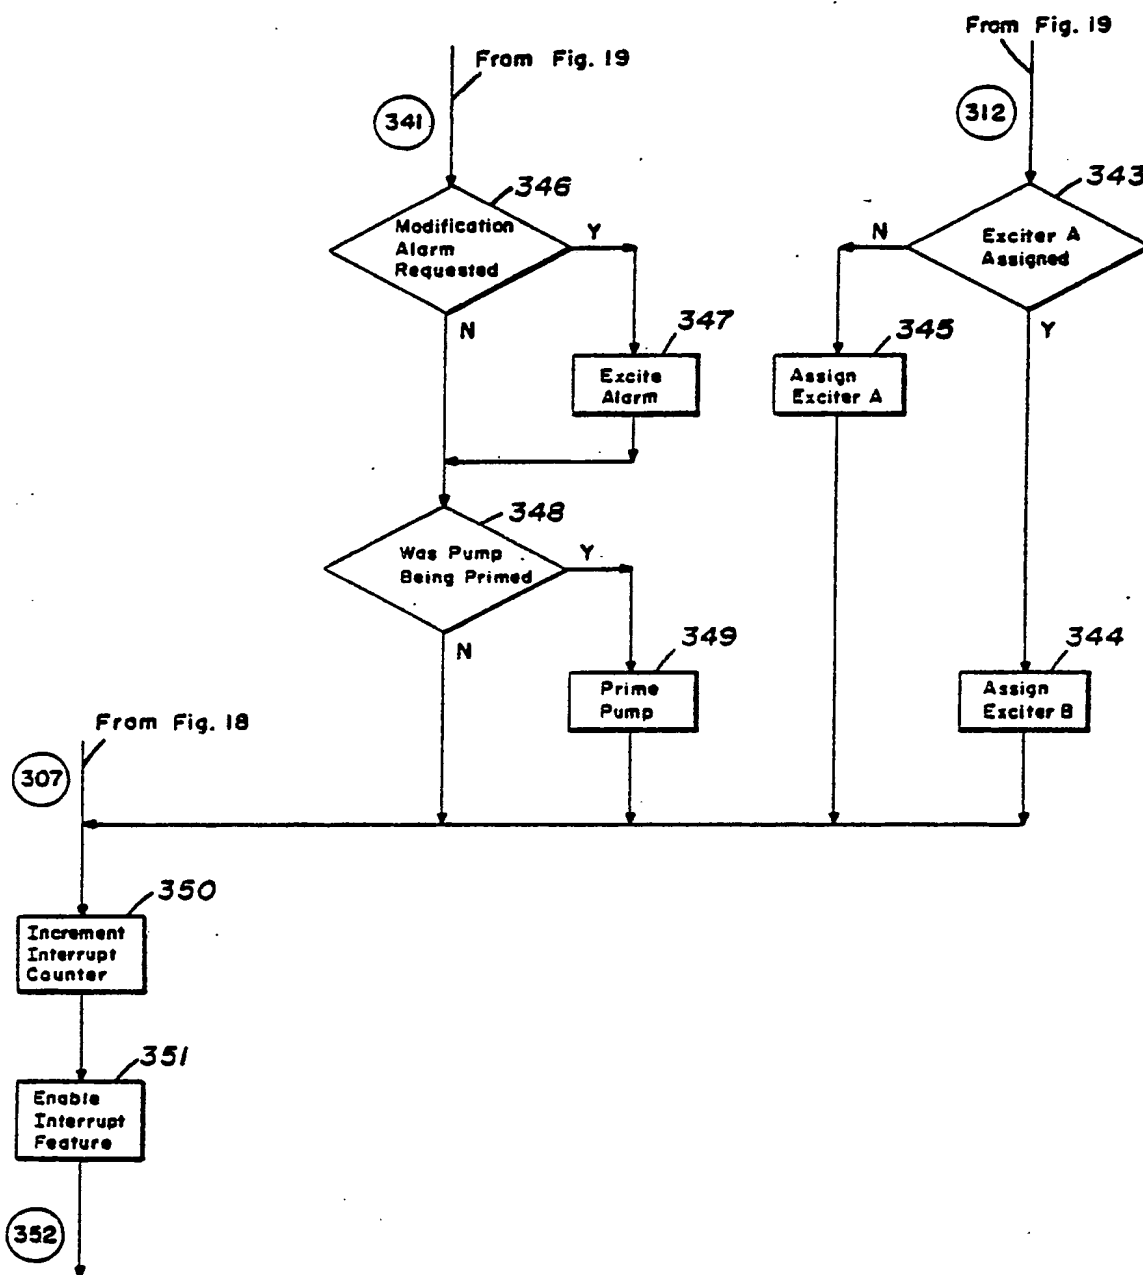 From Fig. 19
From Fig. 19
341
312
346
343
Modification
Alarm
Requested
Y
N
Exciter A
Assigned
N
Y
347
345
Excite
Alarm
Assign
Exciter A
348
Was Pump
Being Primed
Y
N
349
344
Prime
Pump
Assign
Exciter B
From Fig. 18
307
350
Increment
Interrupt
Counter
351
Enable
Interrupt
Feature
352